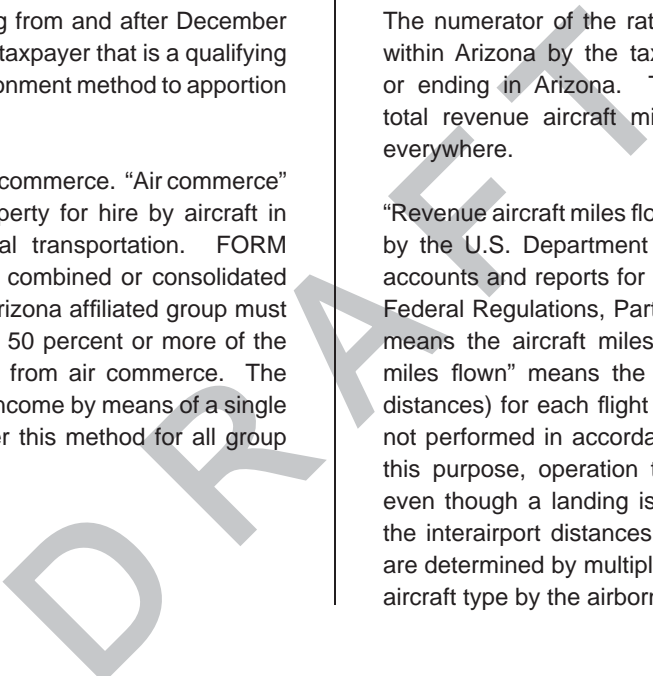 g from and after December
taxpayer that is a qualifying
onment method to apportion
commerce. “Air commerce”
perty for hire by aircraft in
al transportation. FORM
combined or consolidated
rizona affiliated group must
50 percent or more of the
from air commerce. The
ncome by means of a single
er this method for all group
The numerator of the rat
within Arizona by the tax
or ending in Arizona. T
total revenue aircraft mi
everywhere.
“Revenue aircraft miles flo
by the U.S. Department
accounts and reports for
Federal Regulations, Part
means the aircraft miles
miles flown” means the
distances) for each flight
not performed in accorda
this purpose, operation t
even though a landing is
the interairport distances
are determined by multipl
aircraft type by the airborn
DRAFT